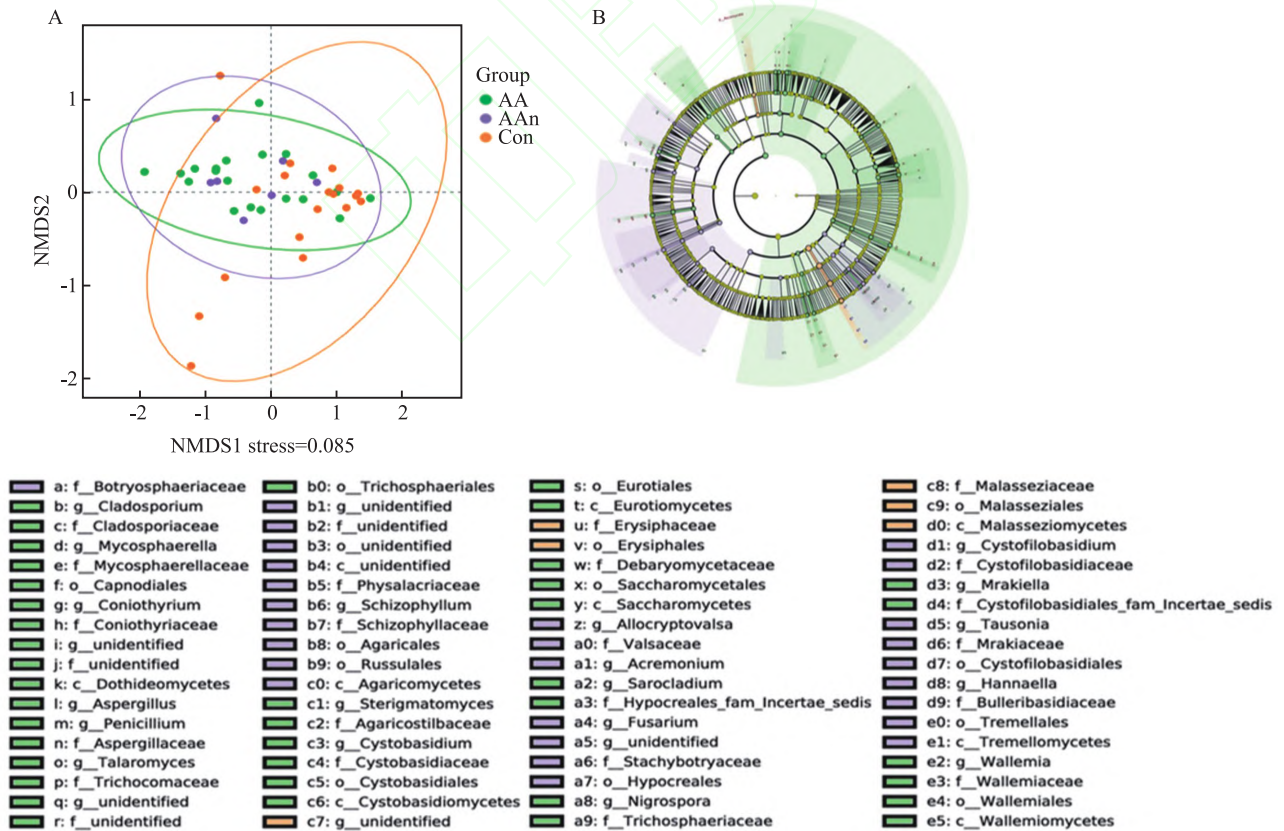 A
B
Group
AA
AAn
Con
NMDS2
1
0
-1
-2
-2
-1
0
1
2
NMDS1 stress=0.085
a: f__Botryosphaeriaceae
b: g__Cladosporium
c: f__Cladosporiaceae
d: g__Mycosphaerella
e: f__Mycosphaerellaceae
f: o__Capnodiales
g: g__Coniothyrium
h: f__Coniothyriaceae
i: g__unidentified
j: f__unidentified
k: c__Dothideomycetes
l: g__Aspergillus
m: g__Penicillium
n: f__Aspergillaceae
o: g__Talaromyces
p: f__Trichocomaceae
q: g__unidentified
r: f__unidentified
b0: o__Trichosphaeriales
b1: g__unidentified
b2: f__unidentified
b3: o__unidentified
b4: c__unidentified
b5: f__Physalacriaceae
b6: g__Schizophyllum
b7: f__Schizophyllaceae
b8: o__Agaricales
b9: o__Russulales
c0: c__Agaricomycetes
c1: g__Sterigmatomyces
c2: f__Agaricostilbaceae
c3: g__Cystobasidium
c4: f__Cystobasidiaceae
c5: o__Cystobasidiales
c6: c__Cystobasidiomycetes
c7: g__unidentified
s: o__Eurotiales
t: c__Eurotiomycetes
u: f__Erysiphaceae
v: o__Erysiphales
w: f__Debaryomycetaceae
x: o__Saccharomycetales
y: c__Saccharomycetes
z: g__Allocryptovalsa
a0: f__Valsaceae
a1: g__Acremonium
a2: g__Sarocladium
a3: f__Hypocreales_fam_Incertae_sedis
a4: g__Fusarium
a5: g__unidentified
a6: f__Stachybotryaceae
a7: o__Hypocreales
a8: g__Nigrospora
a9: f__Trichosphaeriaceae
c8: f__Malasseziaceae
c9: o__Malasseziales
d0: c__Malasseziomycetes
d1: g__Cystofilobasidium
d2: f__Cystofilobasidiaceae
d3: g__Mrakiella
d4: f__Cystofilobasidiales_fam_Incertae_sedis
d5: g__Tausonia
d6: f__Mrakiaceae
d7: o__Cystofilobasidiales
d8: g__Hannaella
d9: f__Bulleribasidiaceae
e0: o__Tremellales
e1: c__Tremellomycetes
e2: g__Wallemia
e3: f__Wallemiaceae
e4: o__Wallemiales
e5: c__Wallemiomycetes